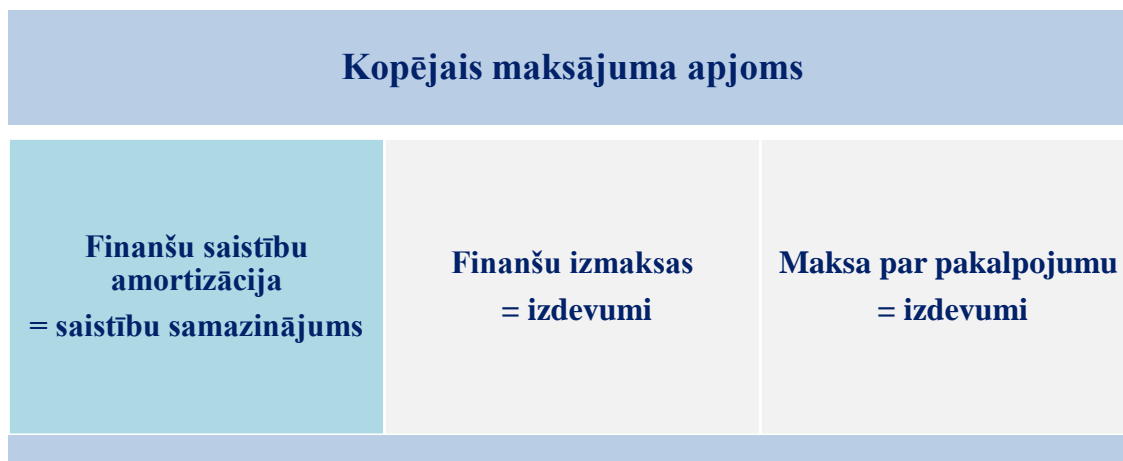 Kopējais maksājuma apjoms
Finanšu saistību
amortizācija
= saistību samazinājums
Finanšu izmaksas
= izdevumi
Maksa par pakalpojumu
= izdevumi